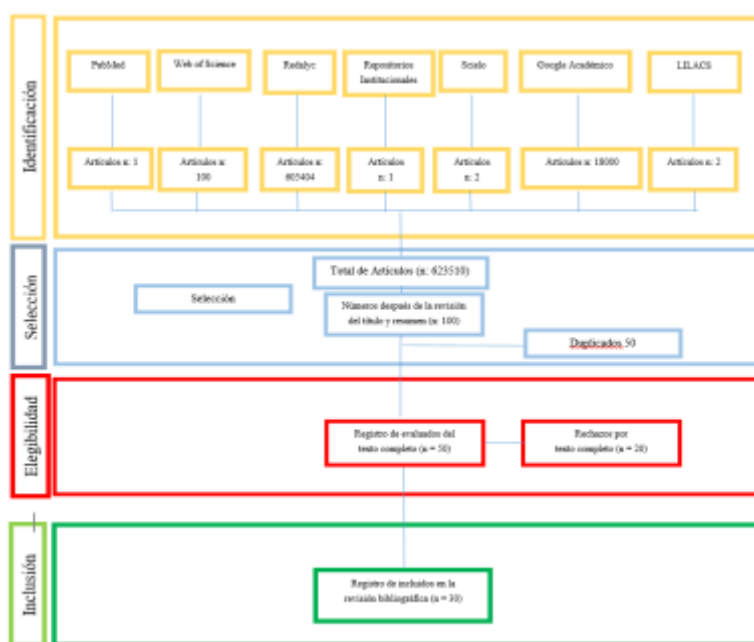 Identificación
PubMed
Web of Science
Redalyc
Repositorios
Institucionales
Scielo
Google Académico
LILACS
Artículos n: 1
Artículos n:
100
Artículos n:
605404
Artículos
n: 1
Artículos
n: 2
Artículos n: 18000
Artículos n: 2
Selección
Total de Artículos (n: 623510)
Selección
Números después de la revisión
del título y resumen (n: 100)
Duplicados 50
Elegibilidad
Registro de evaluados del
texto completo (n = 50)
Rechazos por
texto completo (n = 20)
Inclusión
Registro de incluidos en la
revisión bibliográfica (n = 30)